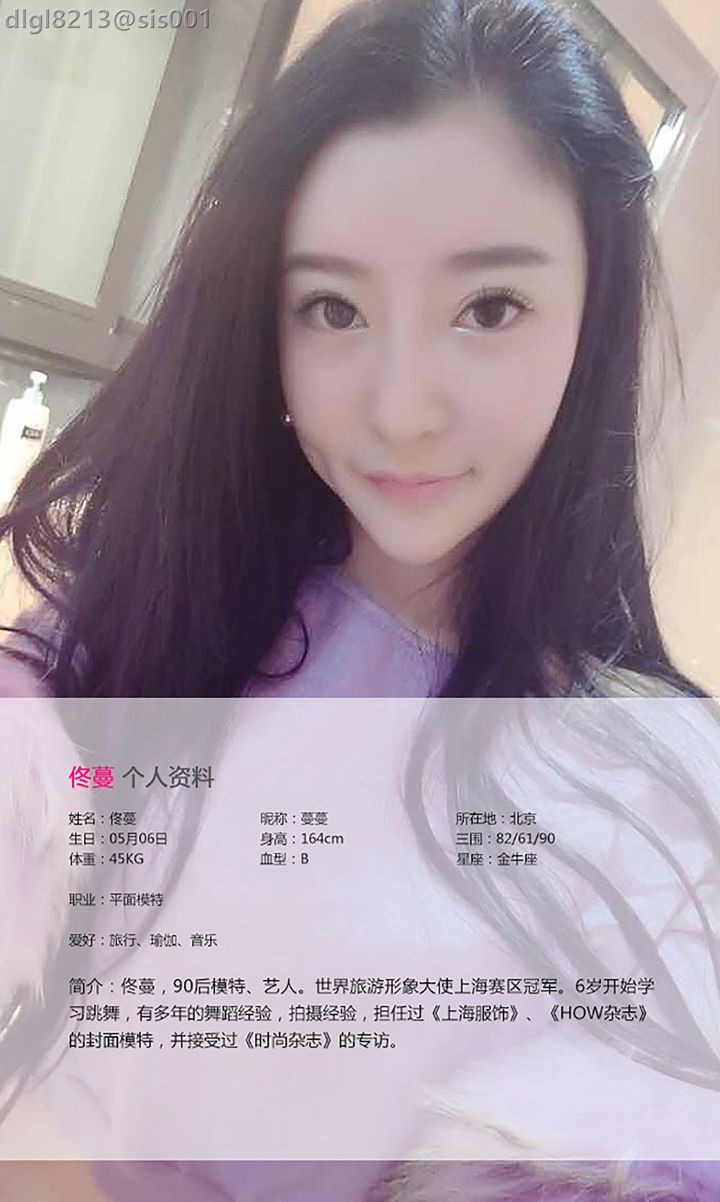 dlgl8213@sis001
佟蔓 个人资料
姓名：佟蔓 昵称：蔓蔓 所在地：北京
生日：05月06日 身高：164cm 三围：82/61/90
体重：45KG 血型：B 星座：金牛座
职业：平面模特
爱好：旅行、瑜伽、音乐
简介：佟蔓，90后模特、艺人。世界旅游形象大使上海赛区冠军。6岁开始学
习跳舞，有多年的舞蹈经验，拍摄经验，担任过《上海服饰》、《HOW杂志》
的封面模特，并接受过《时尚杂志》的专访。